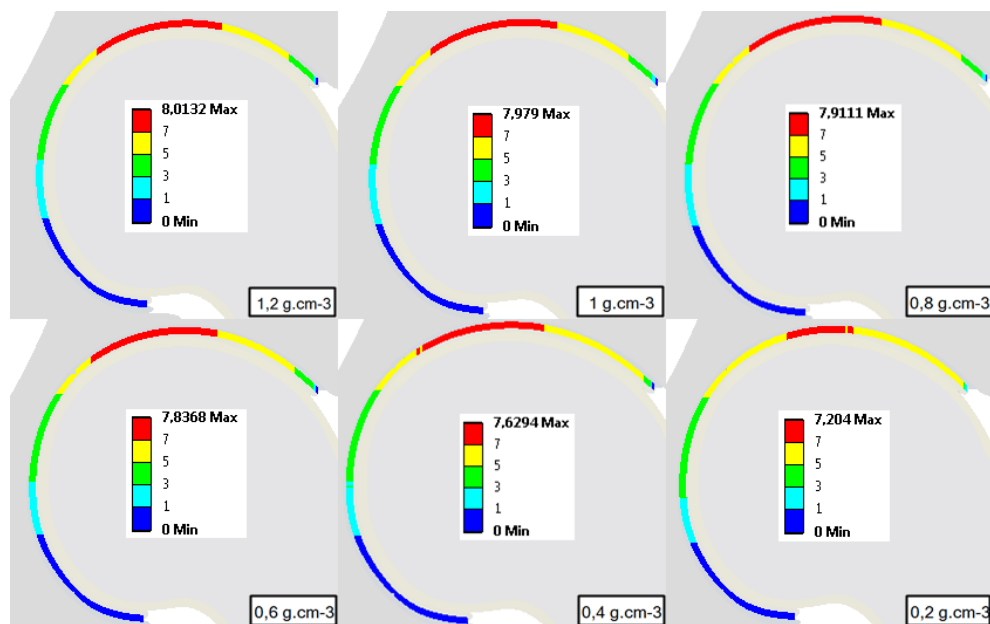 8,0132 Max
7
5
3
1
0 Min
1,2 g.cm-3
7,979 Max
7
5
3
1
0 Min
1 g.cm-3
7,9111 Max
7
5
3
1
0 Min
0,8 g.cm-3
7,8368 Max
7
5
3
1
0 Min
0,6 g.cm-3
7,6294 Max
7
5
3
1
0 Min
0,4 g.cm-3
7,204 Max
7
5
3
1
0 Min
0,2 g.cm-3